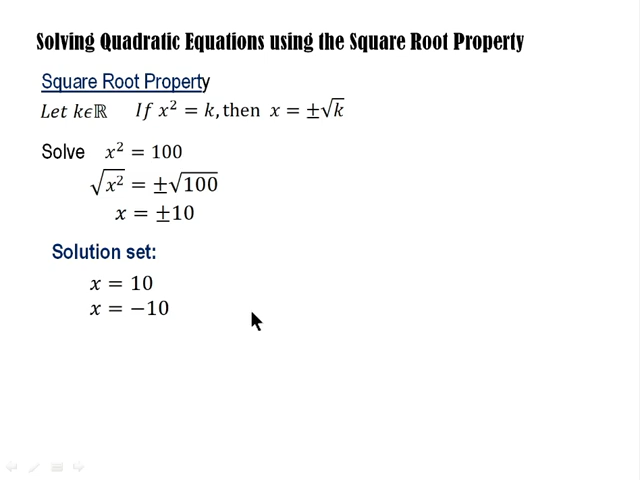 Solving Quadratic Equations using the Square Root Property
Square Root Property
Let kϵℝ If x² = k, then x = ±√k
Solve x² = 100
√x² = ±√100
x = ±10
Solution set:
x = 10
x = −10